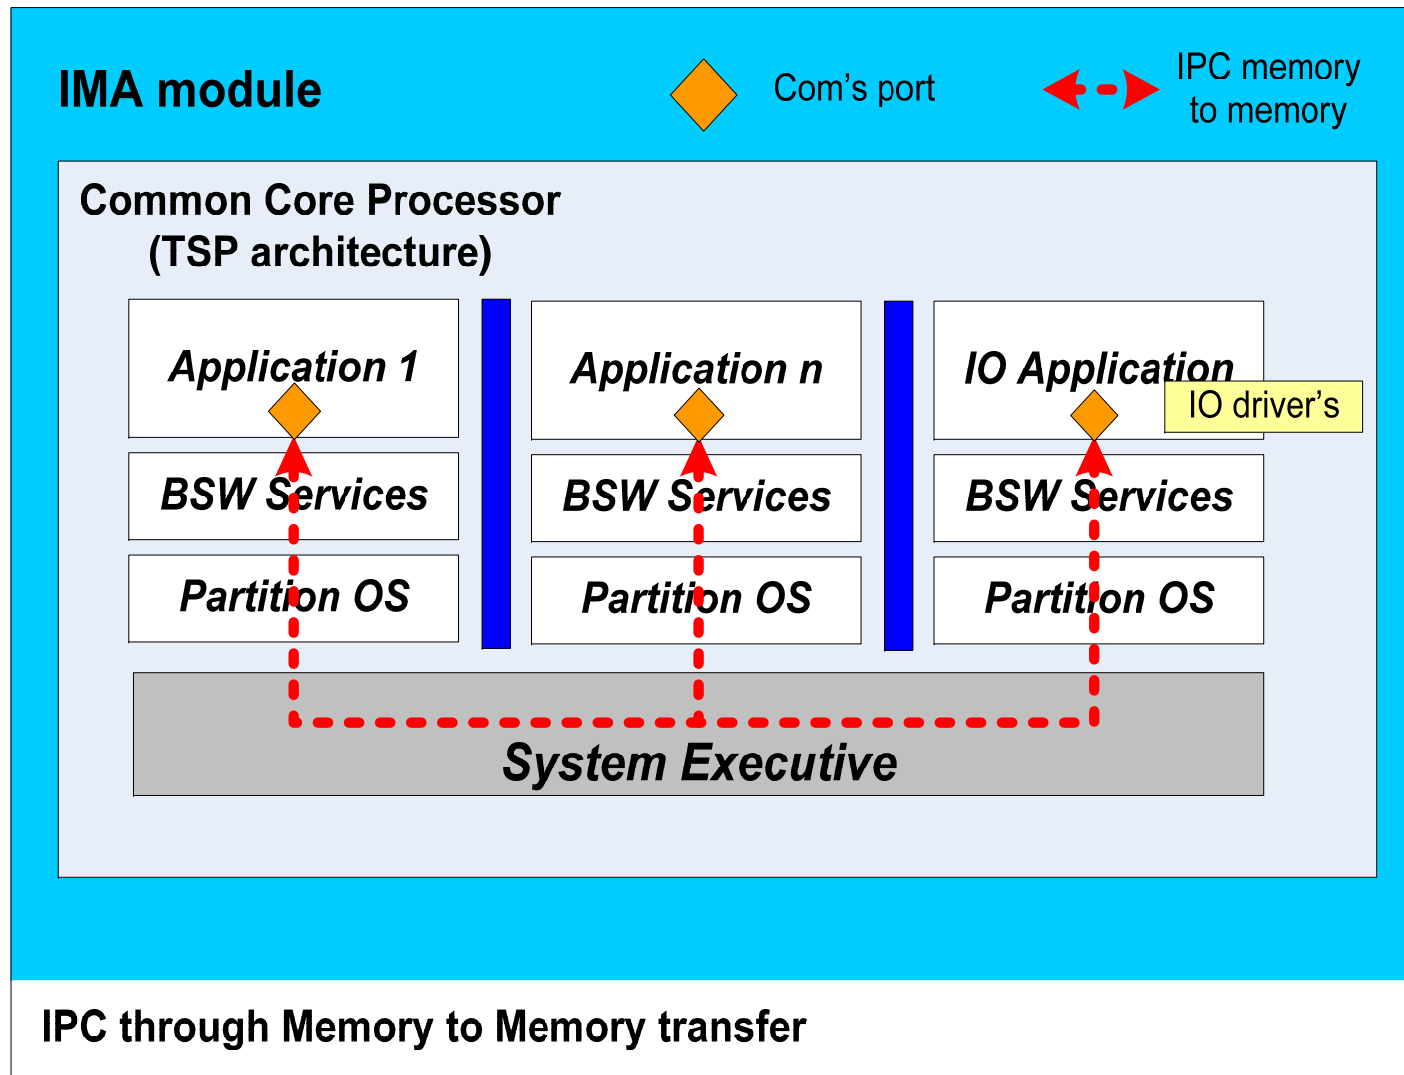 IMA module
Com's port
IPC memory
to memory
Common Core Processor
(TSP architecture)
Application 1
Application n
IO Application
IO driver's
BSW Services
BSW Services
BSW Services
Partition OS
Partition OS
Partition OS
System Executive
IPC through Memory to Memory transfer